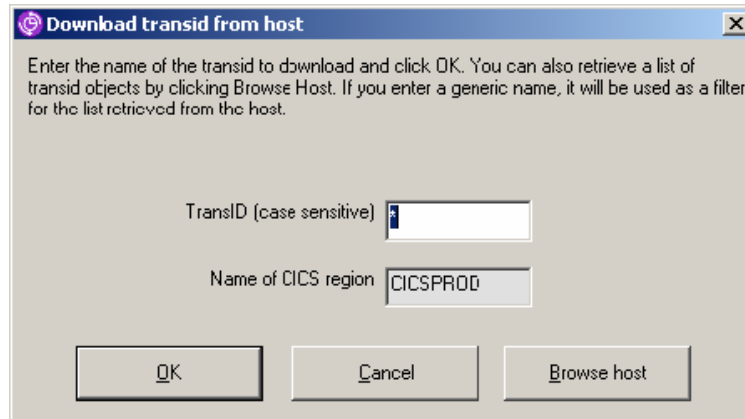 Download transid from host
Enter the name of the transid to download and click OK. You can also retrieve a list of
transid objects by clicking Browse Host. If you enter a generic name, it will be used as a filter
for the list retrieved from the host.
TransID (case sensitive) *
Name of CICS region CICSPROD
OK Cancel Browse host